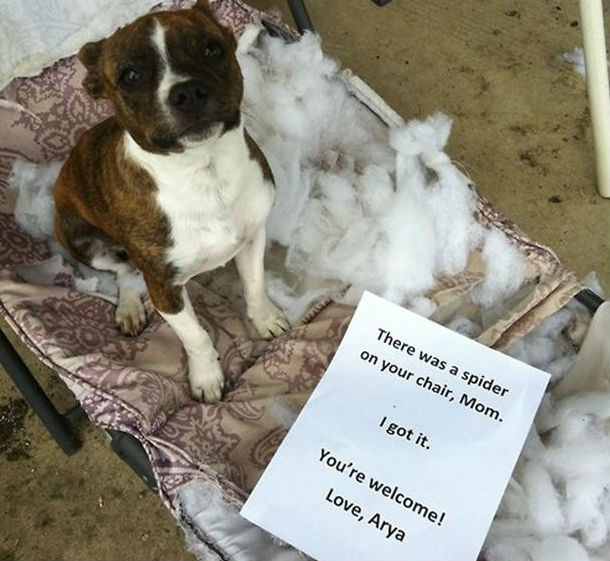 There was a spider
on your chair, Mom.
I got it.
You're welcome!
Love, Arya